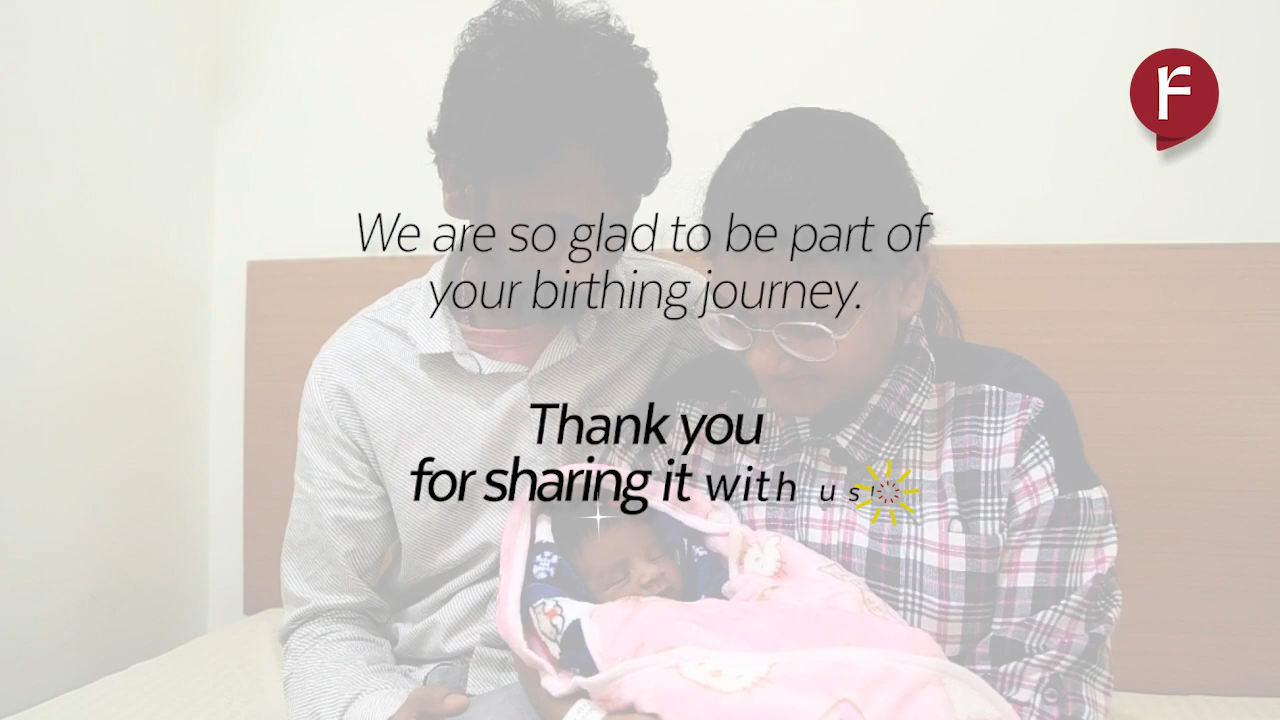 We are so glad to be part of
your birthing journey.
Thank you
for sharing it with us!